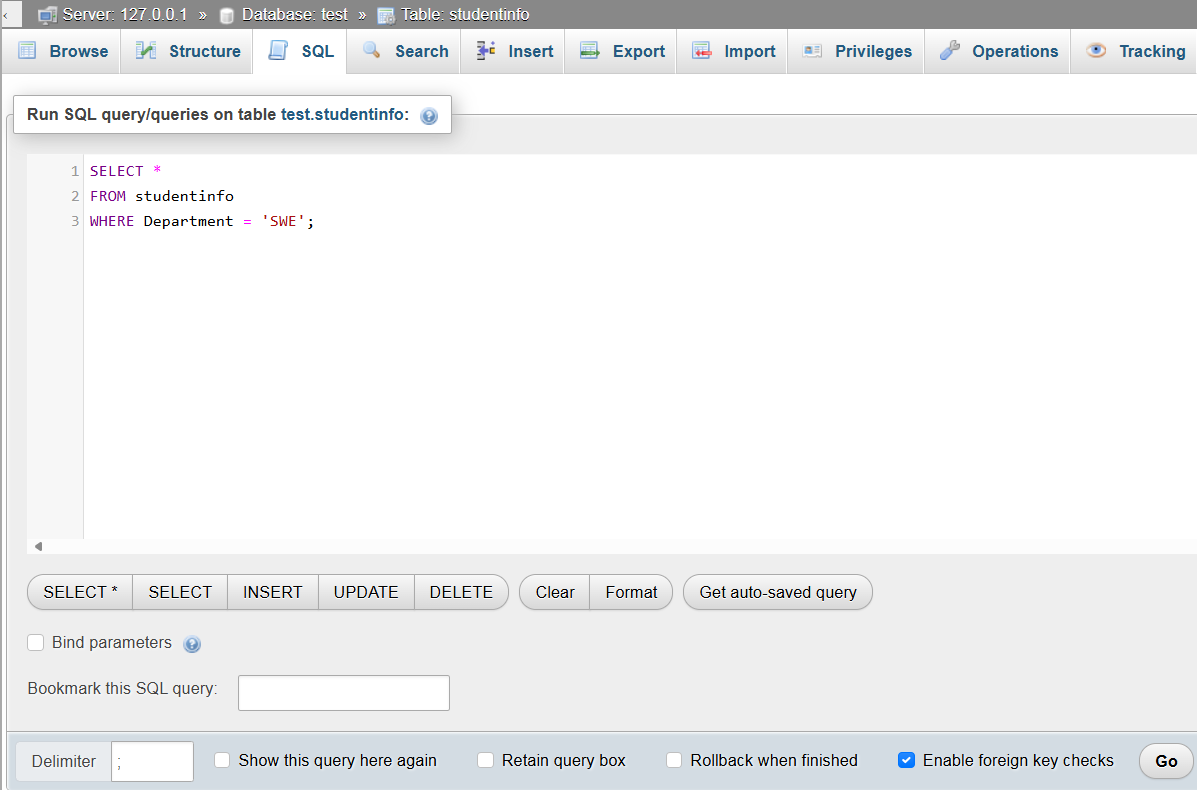 Server: 127.0.0.1 » Database: test » Table: studentinfo
Browse Structure SQL Search Insert Export Import Privileges Operations Tracking
Run SQL query/queries on table test.studentinfo:
1 SELECT *
2 FROM studentinfo
3 WHERE Department = 'SWE';
SELECT * SELECT INSERT UPDATE DELETE Clear Format Get auto-saved query
Bind parameters
Bookmark this SQL query:
Delimiter ; Show this query here again Retain query box Rollback when finished Enable foreign key checks Go